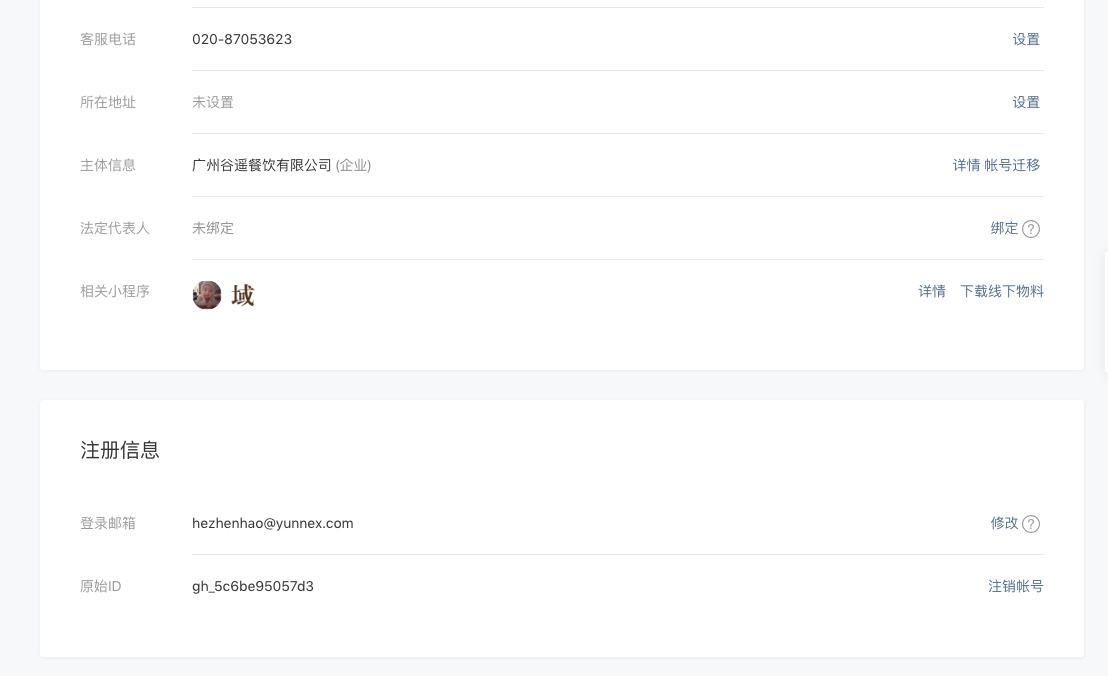 客服电话 020-87053623 设置
所在地址 未设置 设置
主体信息 广州谷遥餐饮有限公司 (企业) 详情 帐号迁移
法定代表人 未绑定 绑定 ?
相关小程序 域 详情 下载线下物料
注册信息
登录邮箱 hezhenhao@yunnex.com 修改 ?
原始ID gh_5c6be95057d3 注销帐号